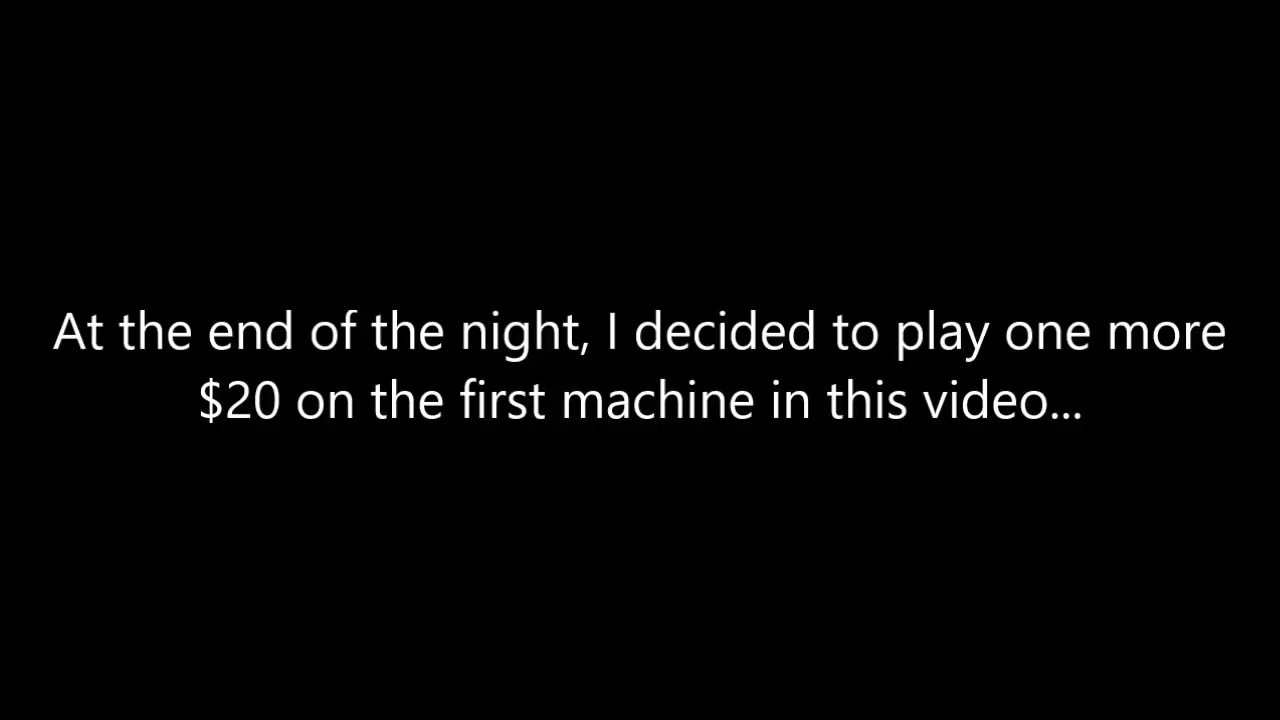 At the end of the night, I decided to play one more
$20 on the first machine in this video...